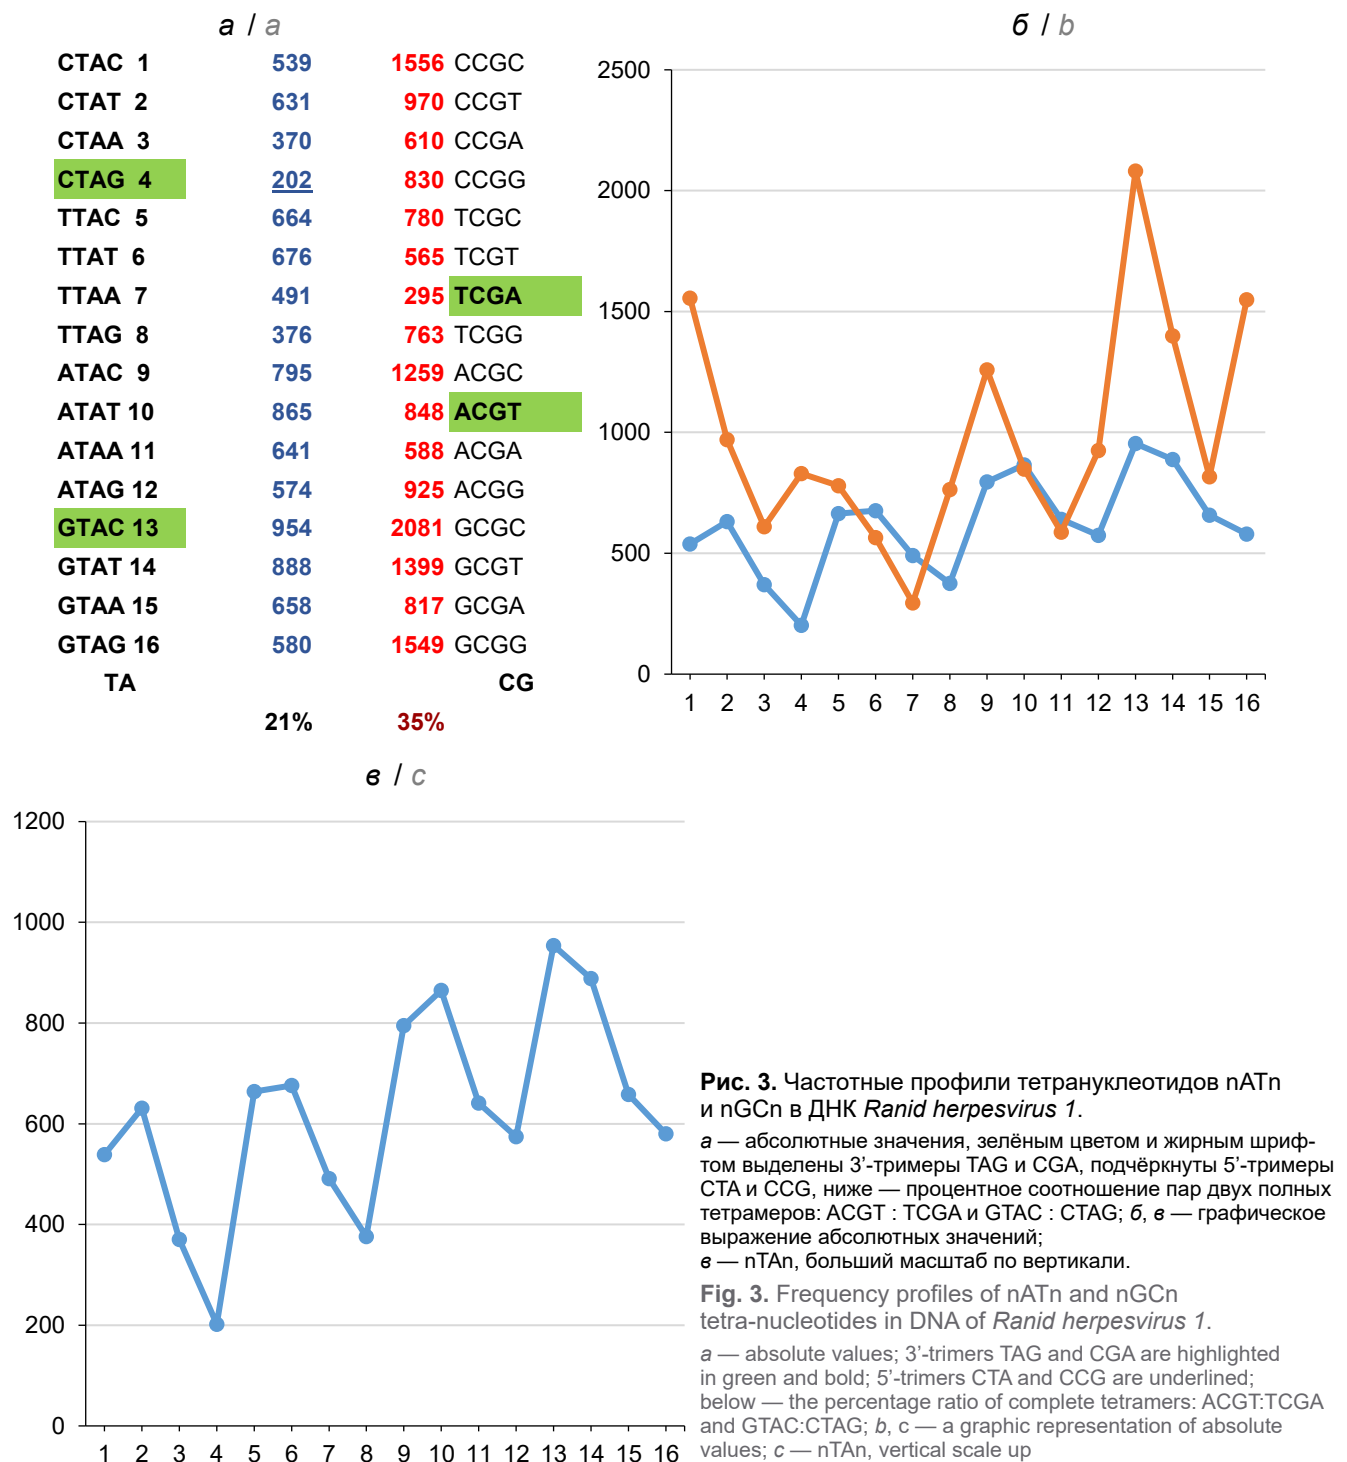 а / a
CTAC 1 539 1556 CCGC
CTAT 2 631 970 CCGT
CTAA 3 370 610 CCGA
CTAG 4 202 830 CCGG
TTAC 5 664 780 TCGC
TTAT 6 676 565 TCGT
TTAA 7 491 295 TCGA
TTAG 8 376 763 TCGG
ATAC 9 795 1259 ACGC
ATAT 10 865 848 ACGT
ATAA 11 641 588 ACGA
ATAG 12 574 925 ACGG
GTAC 13 954 2081 GCGC
GTAT 14 888 1399 GCGT
GTAA 15 658 817 GCGA
GTAG 16 580 1549 GCGG
TA CG
21% 35%
б / b
2500
2000
1500
1000
500
0
1 2 3 4 5 6 7 8 9 10 11 12 13 14 15 16
в / c
1200
1000
800
600
400
200
0
1 2 3 4 5 6 7 8 9 10 11 12 13 14 15 16
Рис. 3. Частотные профили тетрануклеотидов nATn
и nGCn в ДНК Ranid herpesvirus 1.
а — абсолютные значения, зелёным цветом и жирным шриф-
том выделены 3’-тримеры TAG и CGA, подчёркнуты 5’-тримеры
CTA и CCG, ниже — процентное соотношение пар двух полных
тетрамеров: ACGT : TCGA и GTAC : CTAG; б, в — графическое
выражение абсолютных значений;
в — nTAn, больший масштаб по вертикали.
Fig. 3. Frequency profiles of nATn and nGCn
tetra-nucleotides in DNA of Ranid herpesvirus 1.
a — absolute values; 3’-trimers TAG and CGA are highlighted
in green and bold; 5’-trimers CTA and CCG are underlined;
below — the percentage ratio of complete tetramers: ACGT:TCGA
and GTAC:CTAG; b, c — a graphic representation of absolute
values; c — nTAn, vertical scale up